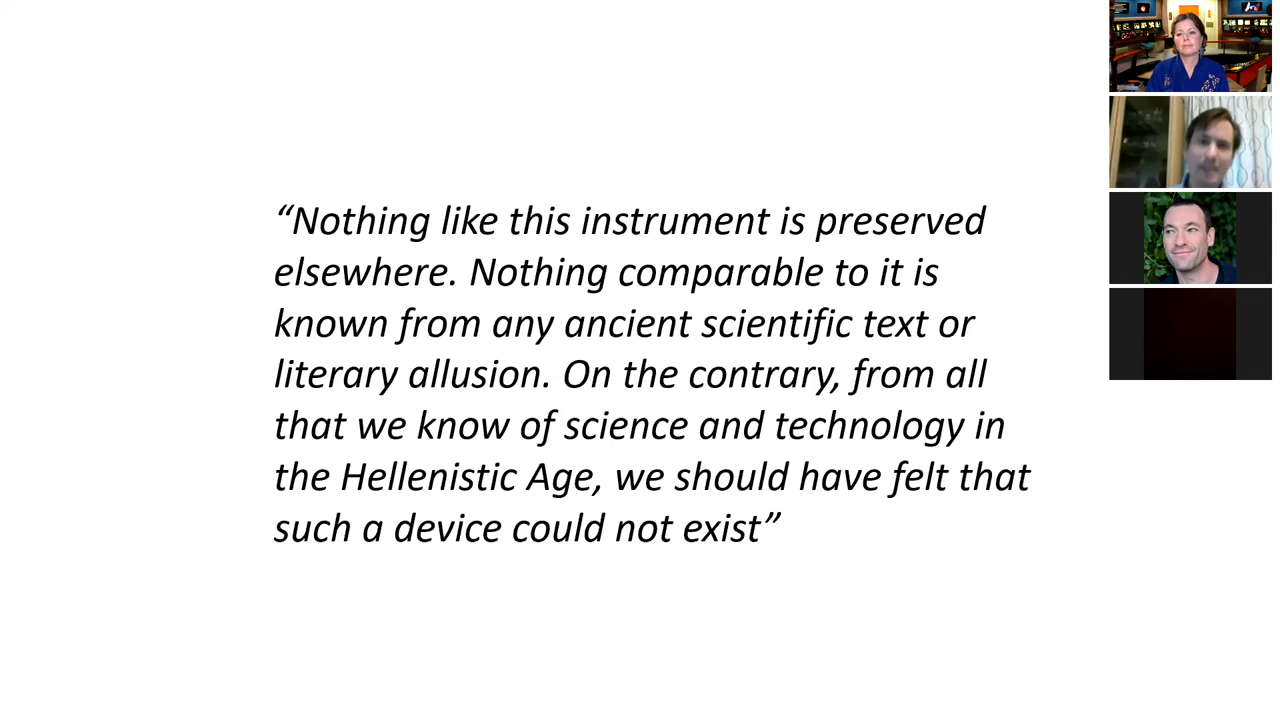 “Nothing like this instrument is preserved
elsewhere. Nothing comparable to it is
known from any ancient scientific text or
literary allusion. On the contrary, from all
that we know of science and technology in
the Hellenistic Age, we should have felt that
such a device could not exist”